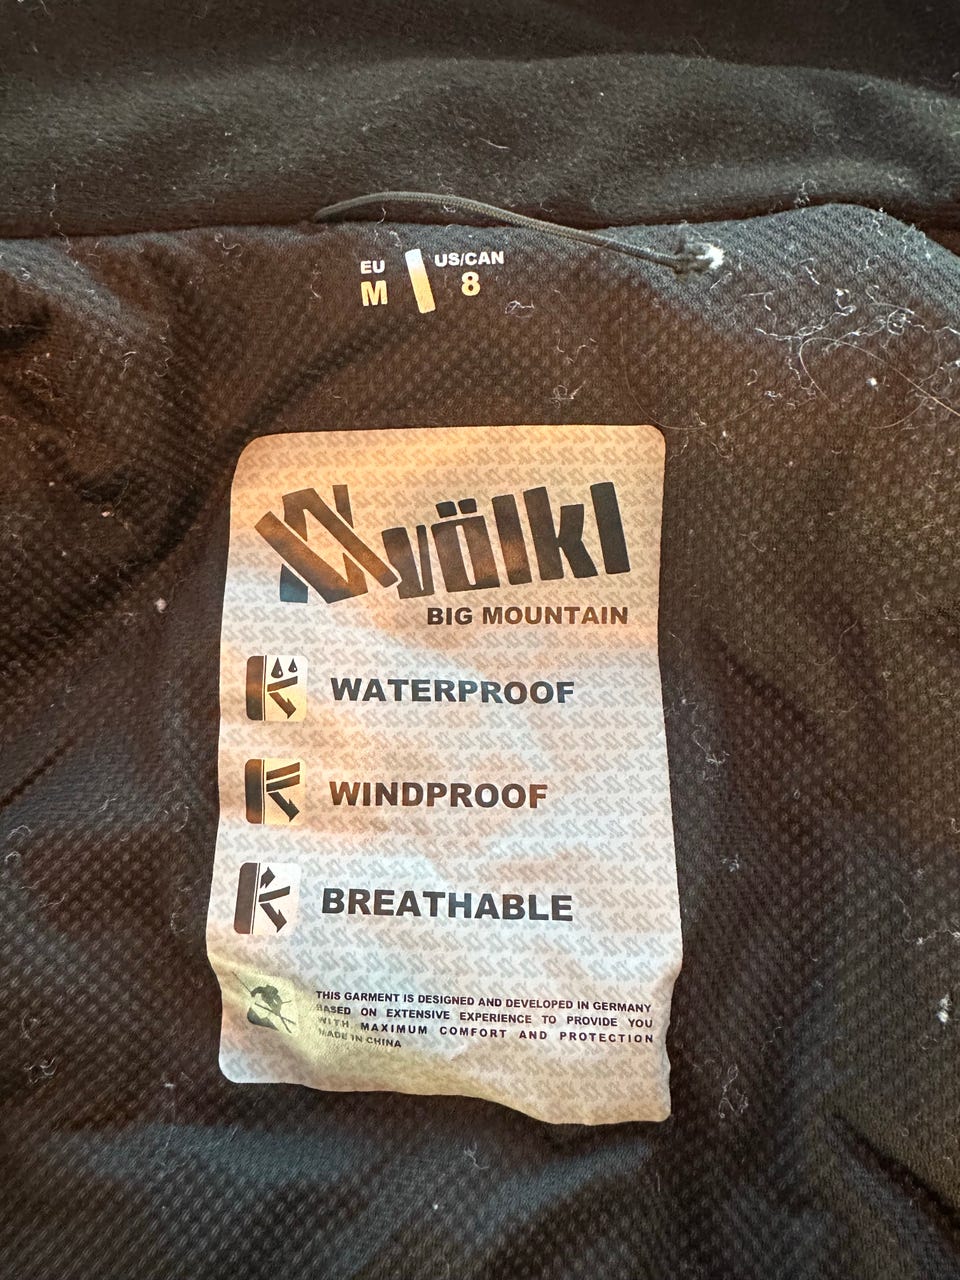 EU US/CAN
M 8
völkl
BIG MOUNTAIN
WATERPROOF
WINDPROOF
BREATHABLE
THIS GARMENT IS DESIGNED AND DEVELOPED IN GERMANY
BASED ON EXTENSIVE EXPERIENCE TO PROVIDE YOU
WITH MAXIMUM COMFORT AND PROTECTION
MADE IN CHINA